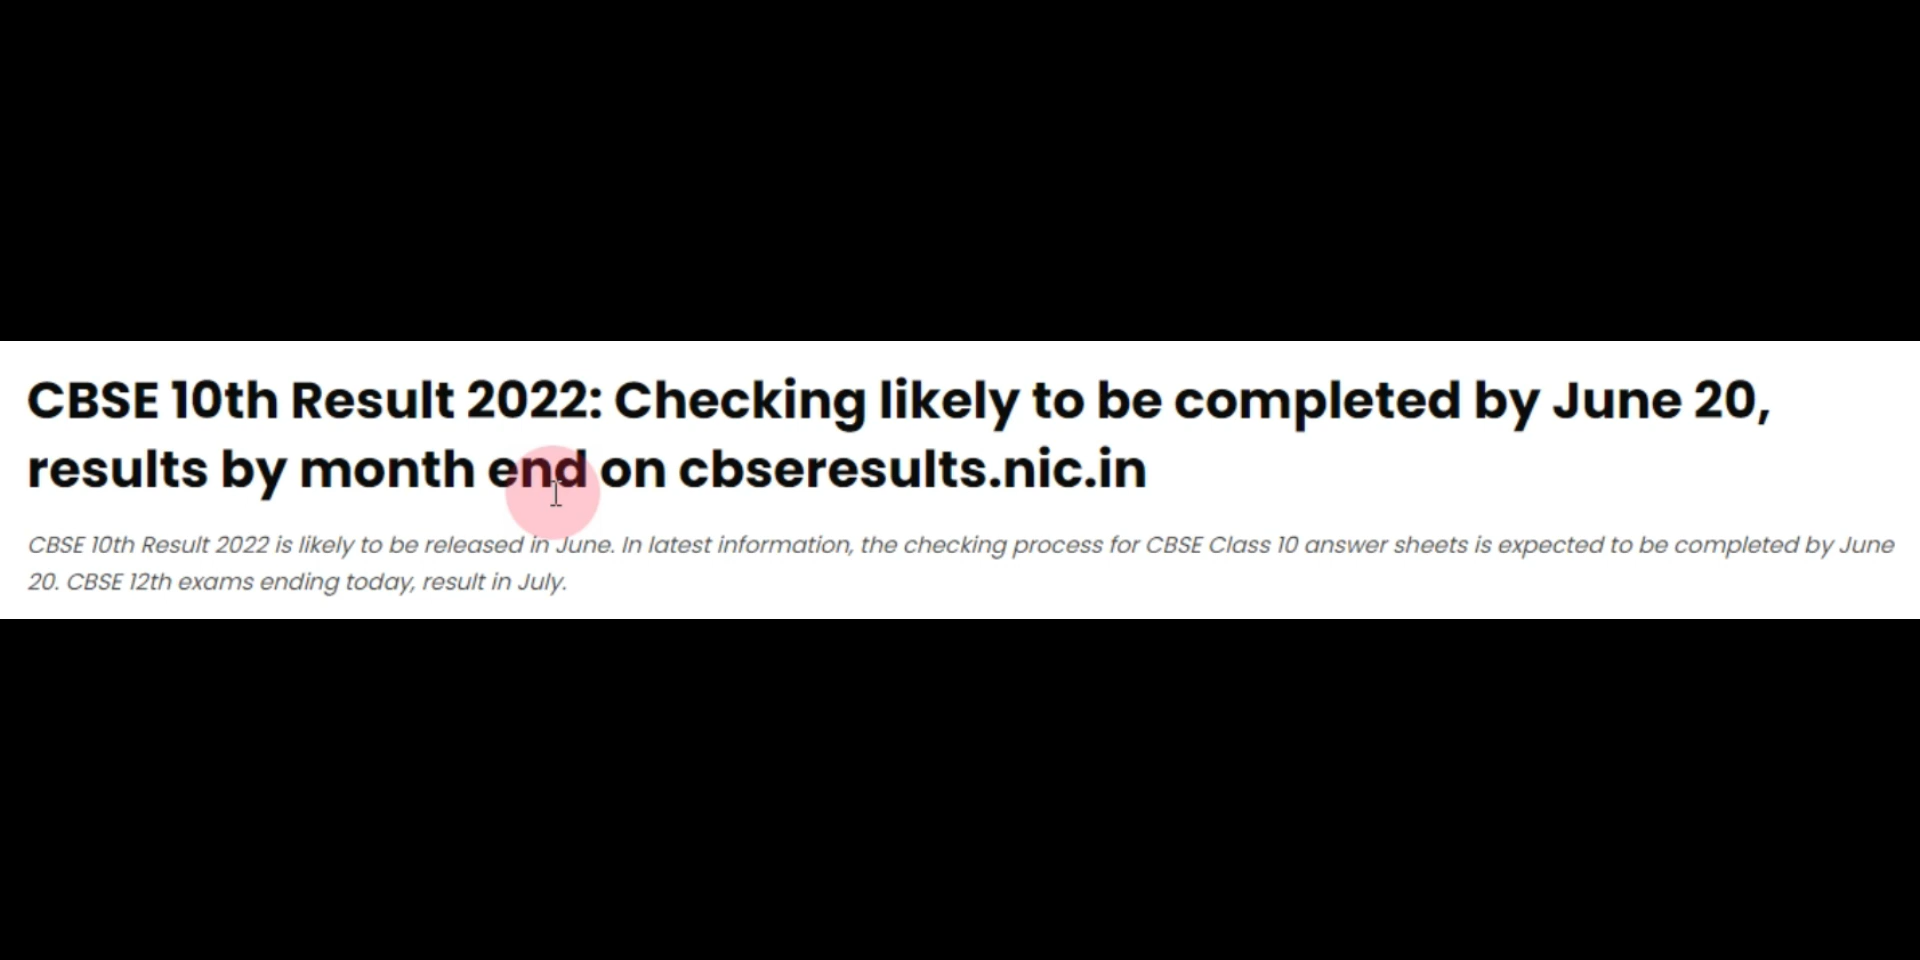 CBSE 10th Result 2022: Checking likely to be completed by June 20,
results by month end on cbseresults.nic.in
CBSE 10th Result 2022 is likely to be released in June. In latest information, the checking process for CBSE Class 10 answer sheets is expected to be completed by June
20. CBSE 12th exams ending today, result in July.